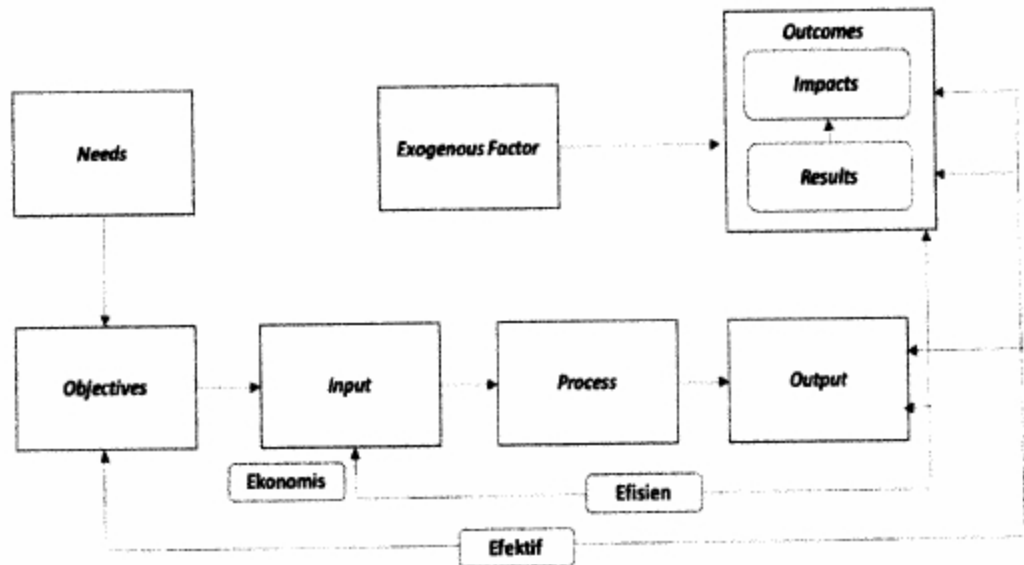 Outcomes
Impacts
Needs
Exogenous Factor
Results
Objectives
Input
Process
Output
Ekonomis
Efisien
Efektif